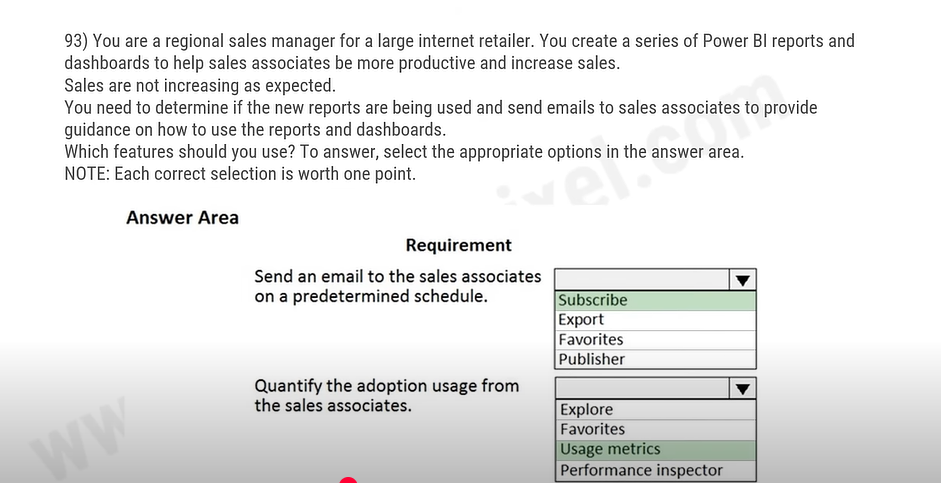 93) You are a regional sales manager for a large internet retailer. You create a series of Power BI reports and
dashboards to help sales associates be more productive and increase sales.
Sales are not increasing as expected.
You need to determine if the new reports are being used and send emails to sales associates to provide
guidance on how to use the reports and dashboards.
Which features should you use? To answer, select the appropriate options in the answer area.
NOTE: Each correct selection is worth one point.
Answer Area
Requirement
Send an email to the sales associates
on a predetermined schedule.
Subscribe
Export
Favorites
Publisher
Quantify the adoption usage from
the sales associates.
Explore
Favorites
Usage metrics
Performance inspector